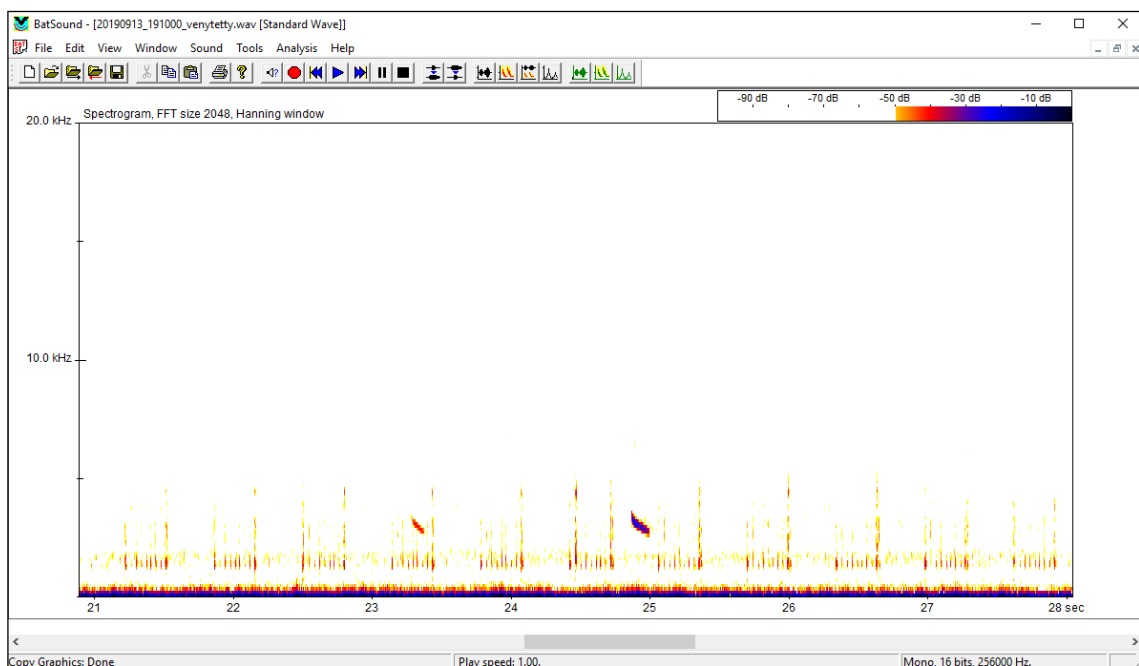 BatSound - [20190913_191000_venytetty.wav [Standard Wave]]
File Edit View Window Sound Tools Analysis Help
-90 dB -70 dB -50 dB -30 dB -10 dB
Spectrogram, FFT size 2048, Hanning window
20.0 kHz
10.0 kHz
21 22 23 24 25 26 27 28 sec
Copy Graphics: Done Play speed: 1.00. Mono, 16 bits, 256000 Hz.